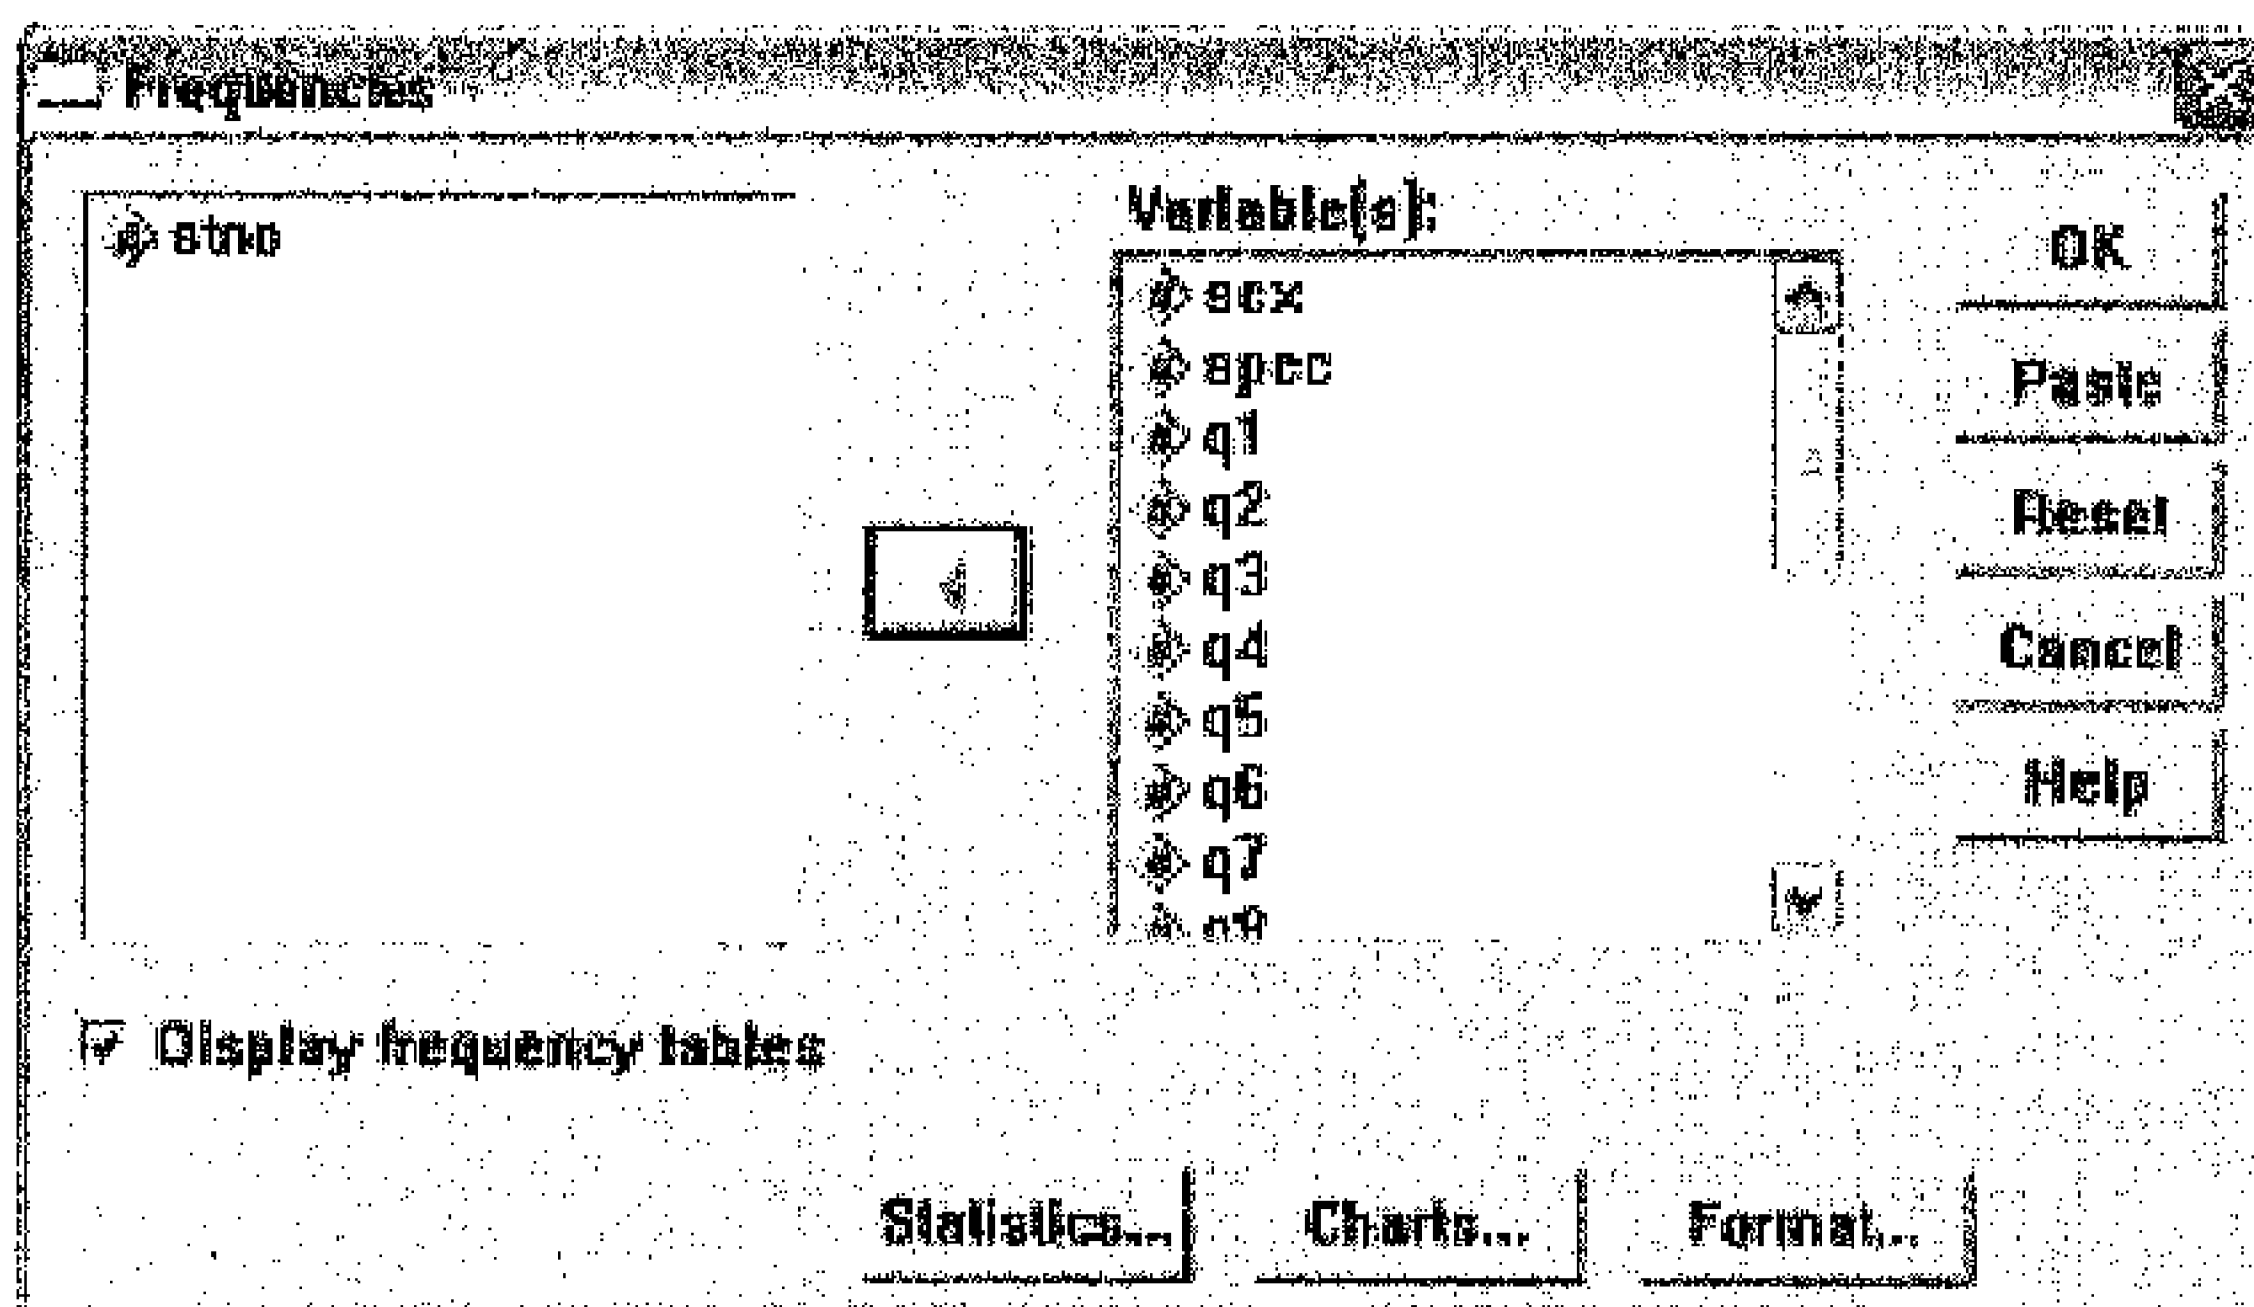 Frequencies
stno
Variable(s):
sex
spec
q1
q2
q3
q4
q5
q6
q7
OK
Paste
Reset
Cancel
Help
Display frequency tables
Statistics... Charts... Format...